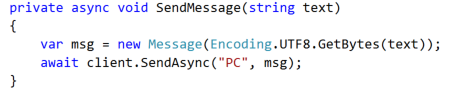 private async void SendMessage(string text)
{
    var msg = new Message(Encoding.UTF8.GetBytes(text));
    await client.SendAsync("PC", msg);
}